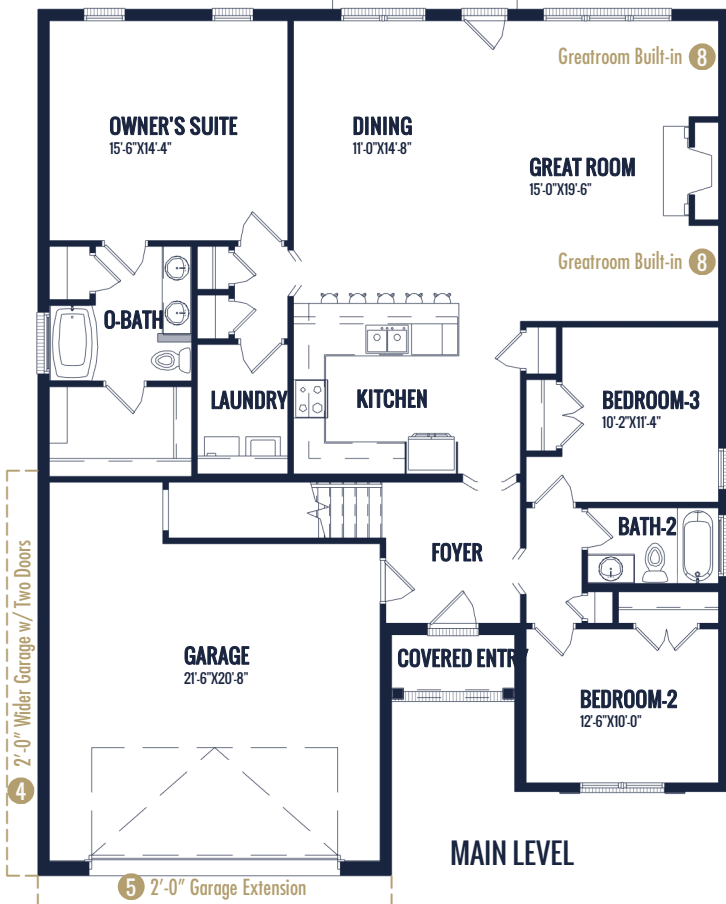 Greatroom Built-in 8
OWNER'S SUITE
15'-6"X14'-4"
DINING
11'-0"X14'-8"
GREAT ROOM
15'-0"X19'-6"
Greatroom Built-in 8
O-BATH
LAUNDRY
KITCHEN
BEDROOM-3
10'-2"X11'-4"
BATH-2
FOYER
2'-0" Wider Garage w/ Two Doors
4
GARAGE
21'-6"X20'-8"
COVERED ENTRY
BEDROOM-2
12'-6"X10'-0"
MAIN LEVEL
5 2'-0" Garage Extension